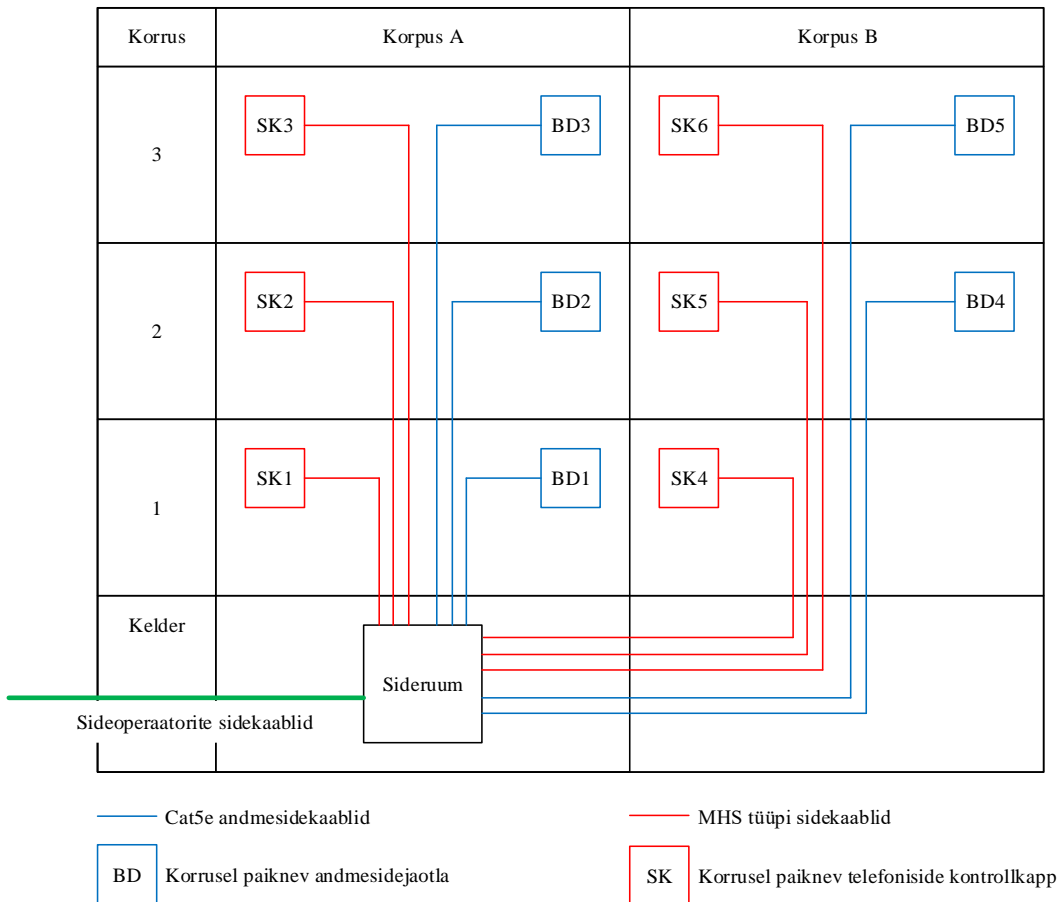 Korrus
Korpus A
Korpus B
3
SK3
BD3
SK6
BD5
2
SK2
BD2
SK5
BD4
1
SK1
BD1
SK4
Kelder
Sideruum
Sideoperaatorite sidekaablid
Cat5e andmesidekaablid
MHS tüüpi sidekaablid
BD
Korrusel paiknev andmesidejaotla
SK
Korrusel paiknev telefoniside kontrollkapp